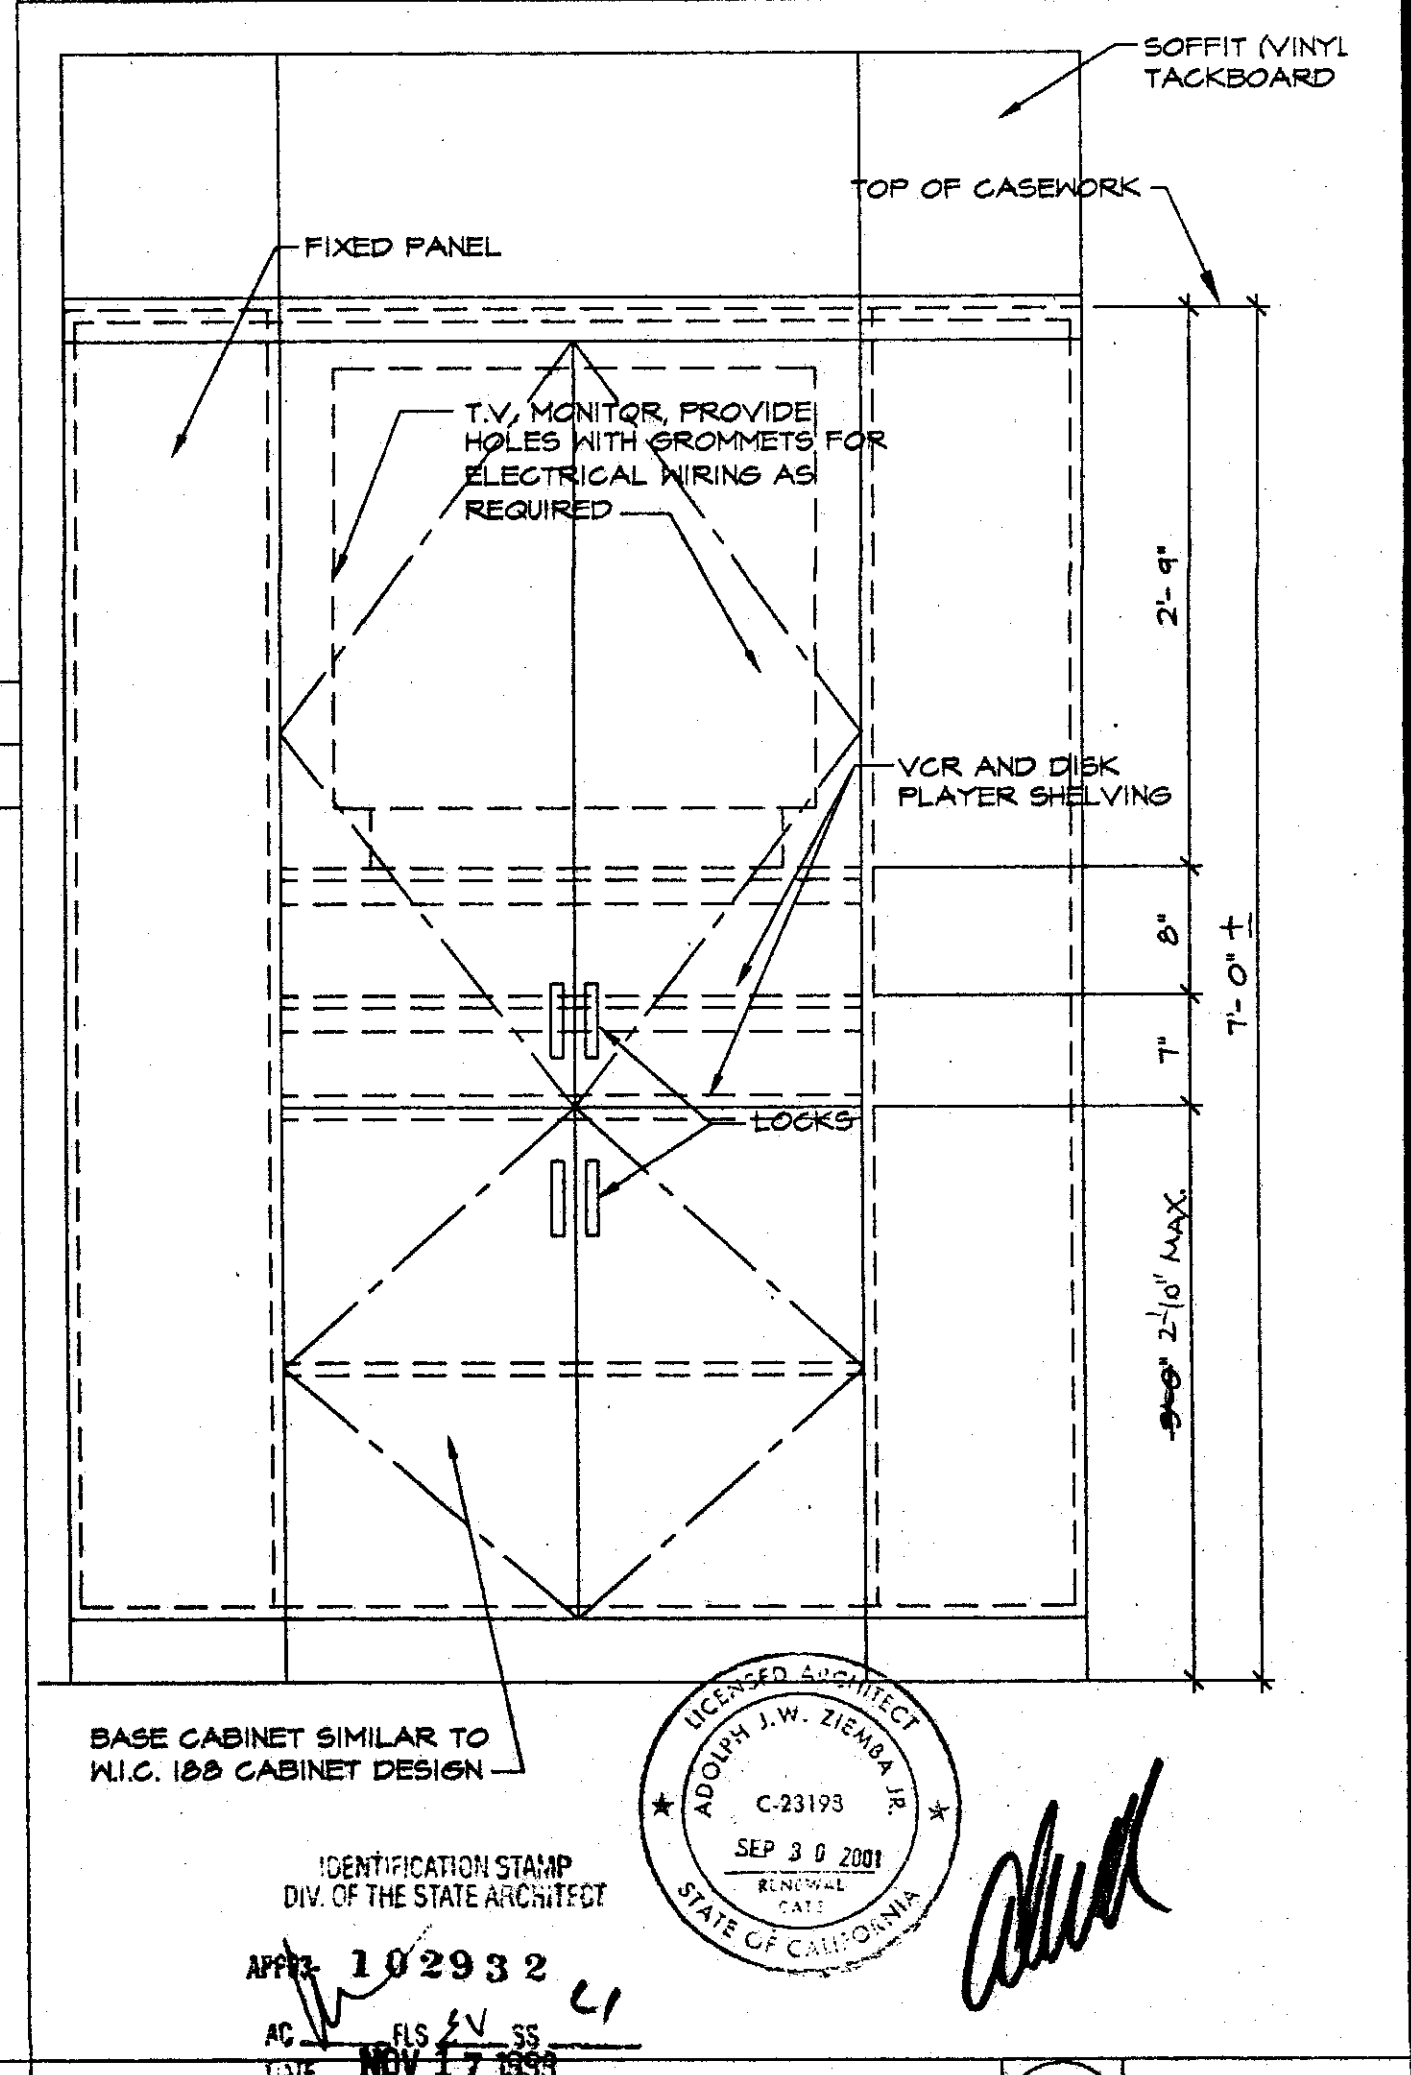 SOFFIT (VINYL
TACKBOARD
TOP OF CASEWORK
FIXED PANEL
T.V. MONITOR, PROVIDE
HOLES WITH GROMMETS FOR
ELECTRICAL WIRING AS
REQUIRED
2'-9"
VCR AND DISK
PLAYER SHELVING
8"
7'-0" ±
7"
LOCKS
2'-10" MAX.
BASE CABINET SIMILAR TO
W.I.C. 188 CABINET DESIGN
LICENSED ARCHITECT
ADOLPH J.W. ZIEMBA JR.
C-23193
SEP 30 2001
RENEWAL
DATE
STATE OF CALIFORNIA
IDENTIFICATION STAMP
DIV. OF THE STATE ARCHITECT
102932
AC FLS SS
DATE NOV 17